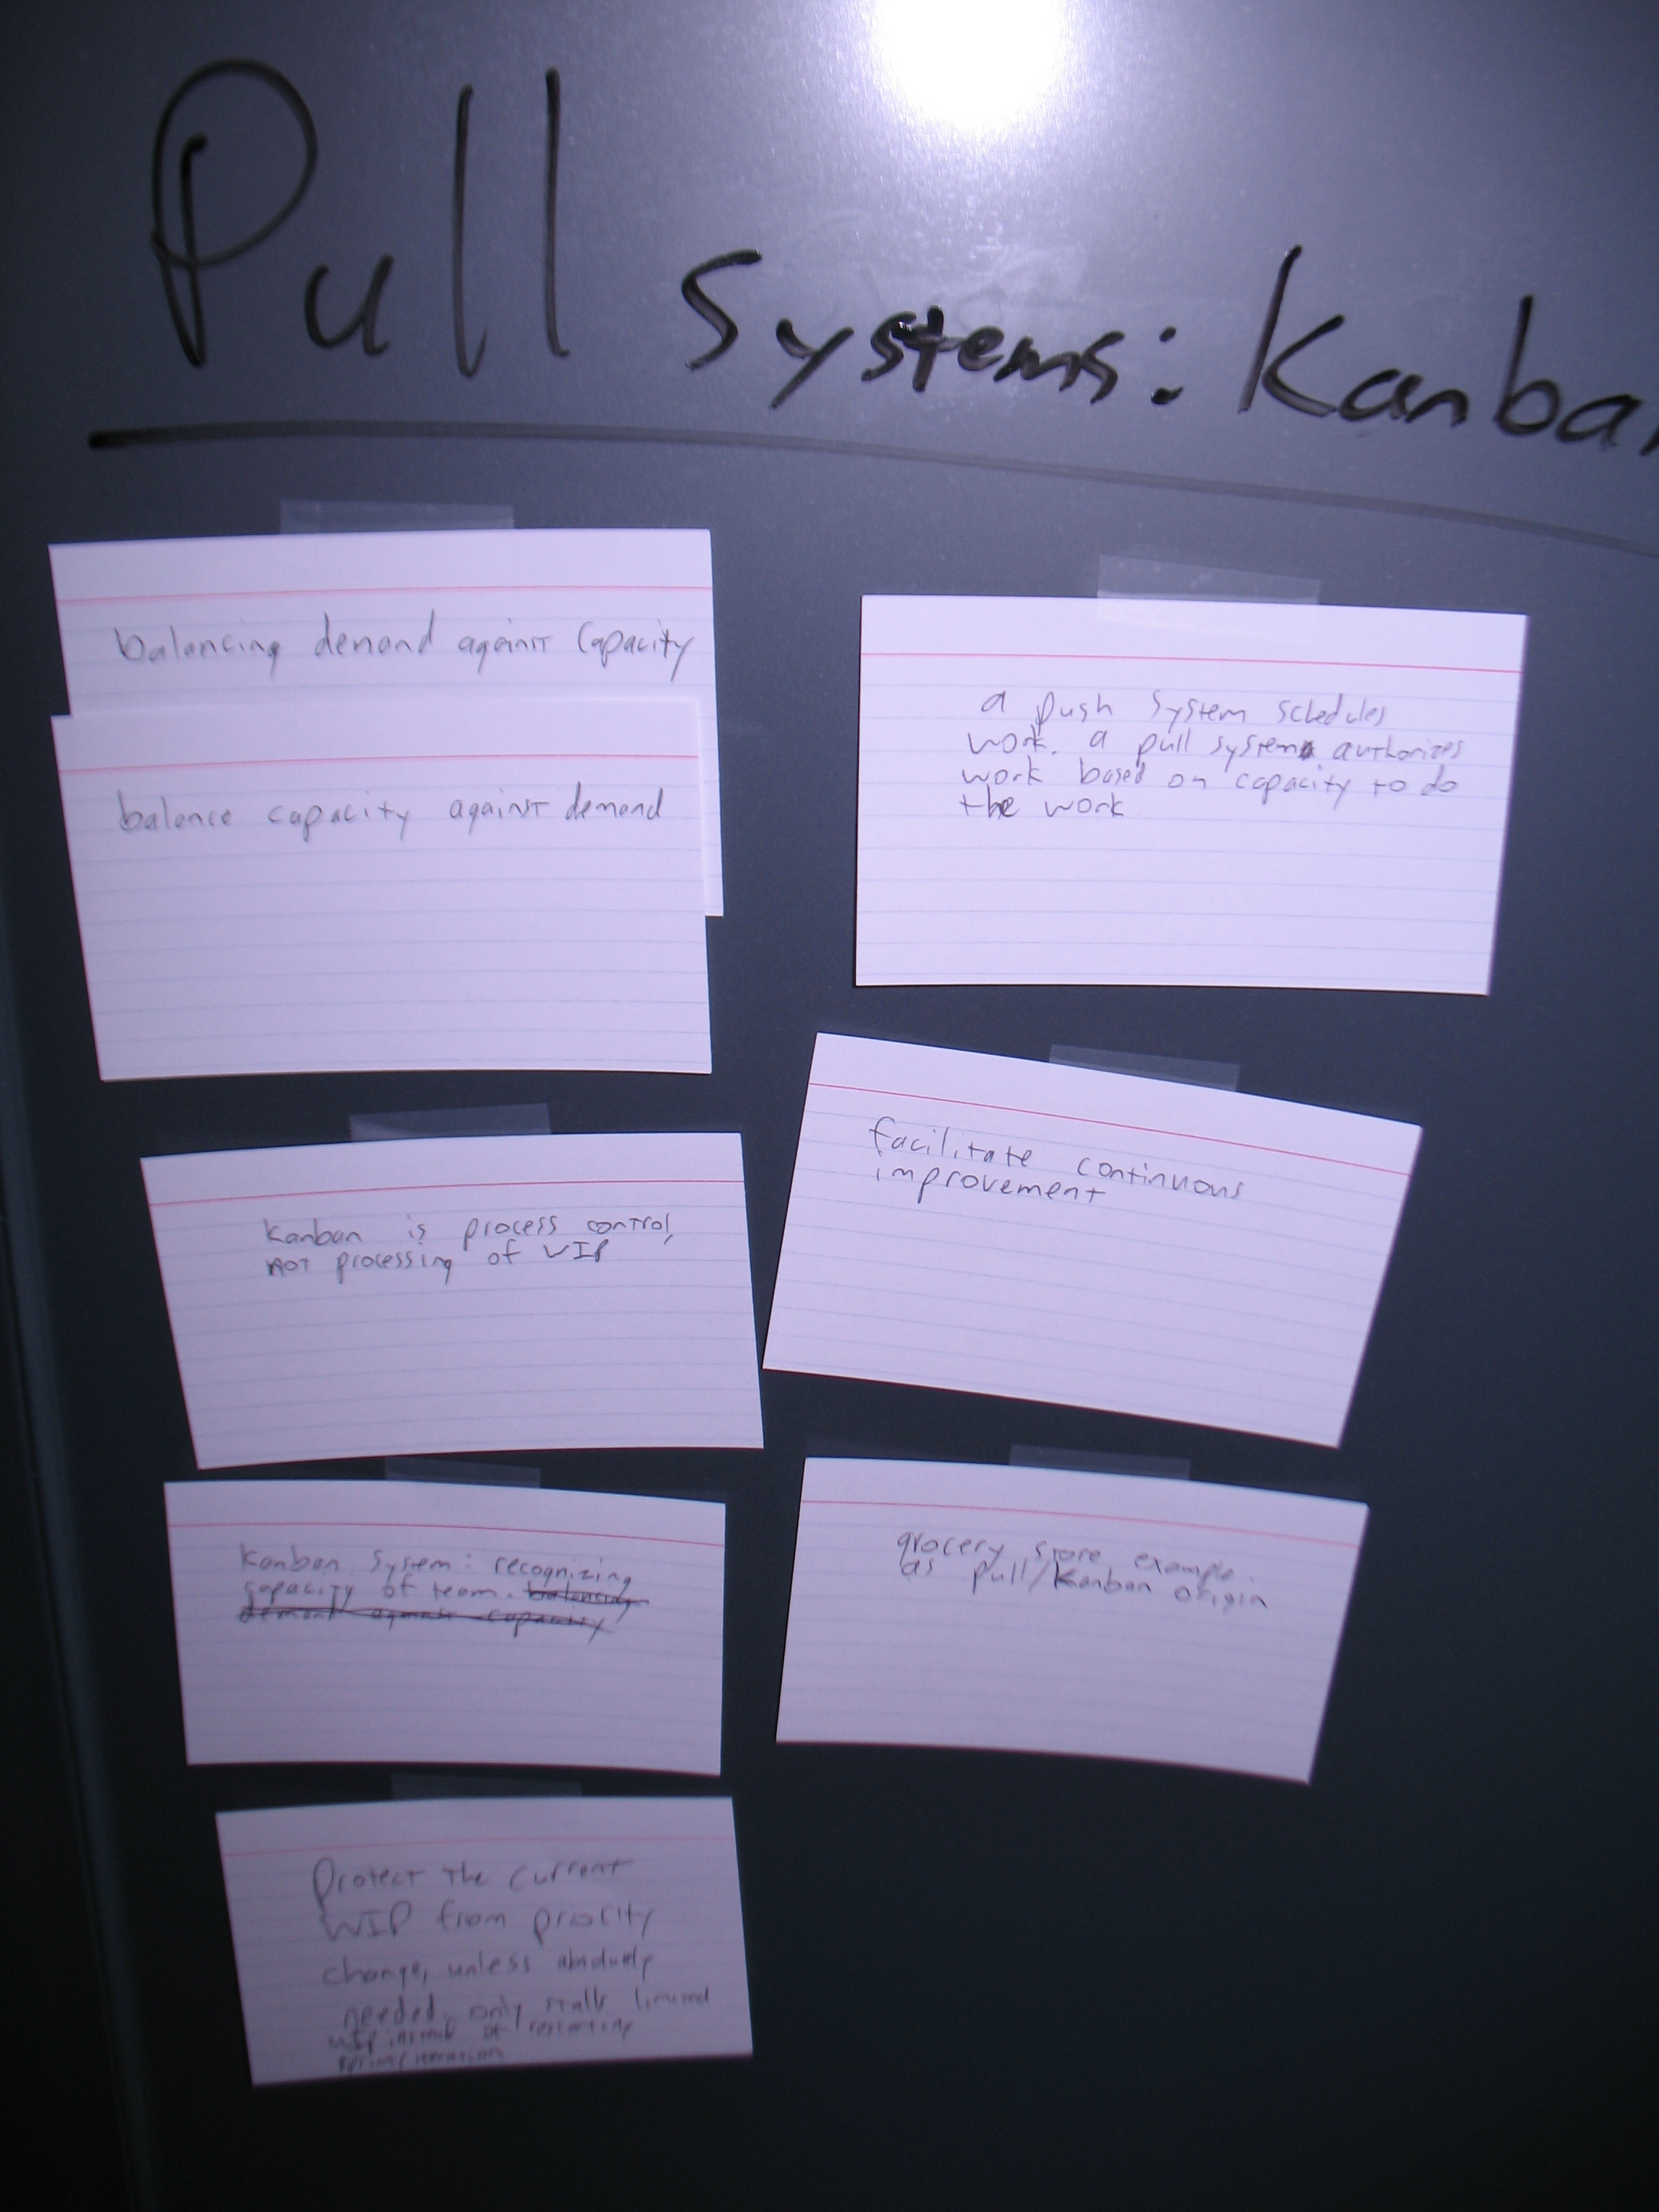 Pull Systems: Kanban
balancing demand against capacity
balance capacity against demand
a push system schedules
work. a pull system authorizes
work based on capacity to do
the work
Kanban is process control,
not processing of WIP
facilitate continuous
improvement
Kanban System: recognizing
capacity of team. balancing
demand against capacity
grocery store example.
as pull/Kanban origin
Protect the current
WIP from priority
change, unless absolutely
needed. only stalls limited
WIP instead of restarting
sprint/iteration